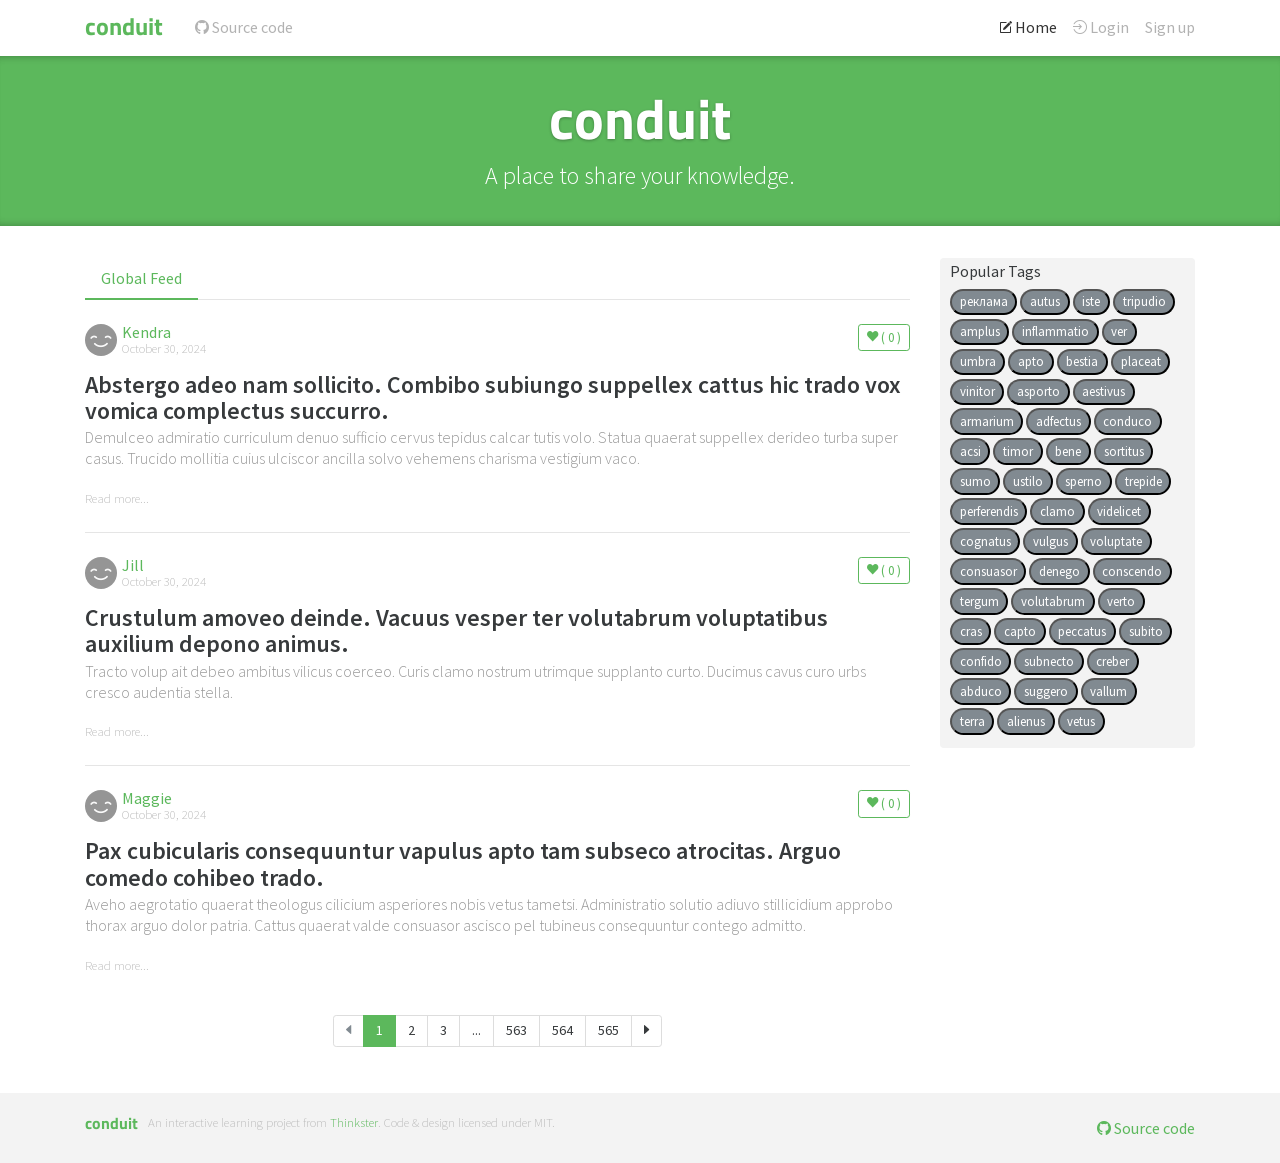 conduit Source code Home Login Sign up
conduit
A place to share your knowledge.
Global Feed
Kendra
October 30, 2024
( 0 )
Abstergo adeo nam sollicito. Combibo subiungo suppellex cattus hic trado vox
vomica complectus succurro.
Demulceo admiratio curriculum denuo sufficio cervus tepidus calcar tutis volo. Statua quaerat suppellex derideo turba super
casus. Trucido mollitia cuius ulciscor ancilla solvo vehemens charisma vestigium vaco.
Read more...
Jill
October 30, 2024
( 0 )
Crustulum amoveo deinde. Vacuus vesper ter volutabrum voluptatibus
auxilium depono animus.
Tracto volup ait debeo ambitus vilicus coerceo. Curis clamo nostrum utrimque supplanto curto. Ducimus cavus curo urbs
cresco audentia stella.
Read more...
Maggie
October 30, 2024
( 0 )
Pax cubicularis consequuntur vapulus apto tam subseco atrocitas. Arguo
comedo cohibeo trado.
Aveho aegrotatio quaerat theologus cilicium asperiores nobis vetus tametsi. Administratio solutio adiuvo stillicidium approbo
thorax arguo dolor patria. Cattus quaerat valde consuasor ascisco pel tubineus consequuntur contego admitto.
Read more...
1 2 3 ... 563 564 565
Popular Tags
реклама autus iste tripudio
amplus inflammatio ver
umbra apto bestia placeat
vinitor asporto aestivus
armarium adfectus conduco
acsi timor bene sortitus
sumo ustilo sperno trepide
perferendis clamo videlicet
cognatus vulgus voluptate
consuasor denego conscendo
tergum volutabrum verto
cras capto peccatus subito
confido subnecto creber
abduco suggero vallum
terra alienus vetus
conduit An interactive learning project from Thinkster. Code & design licensed under MIT.
Source code